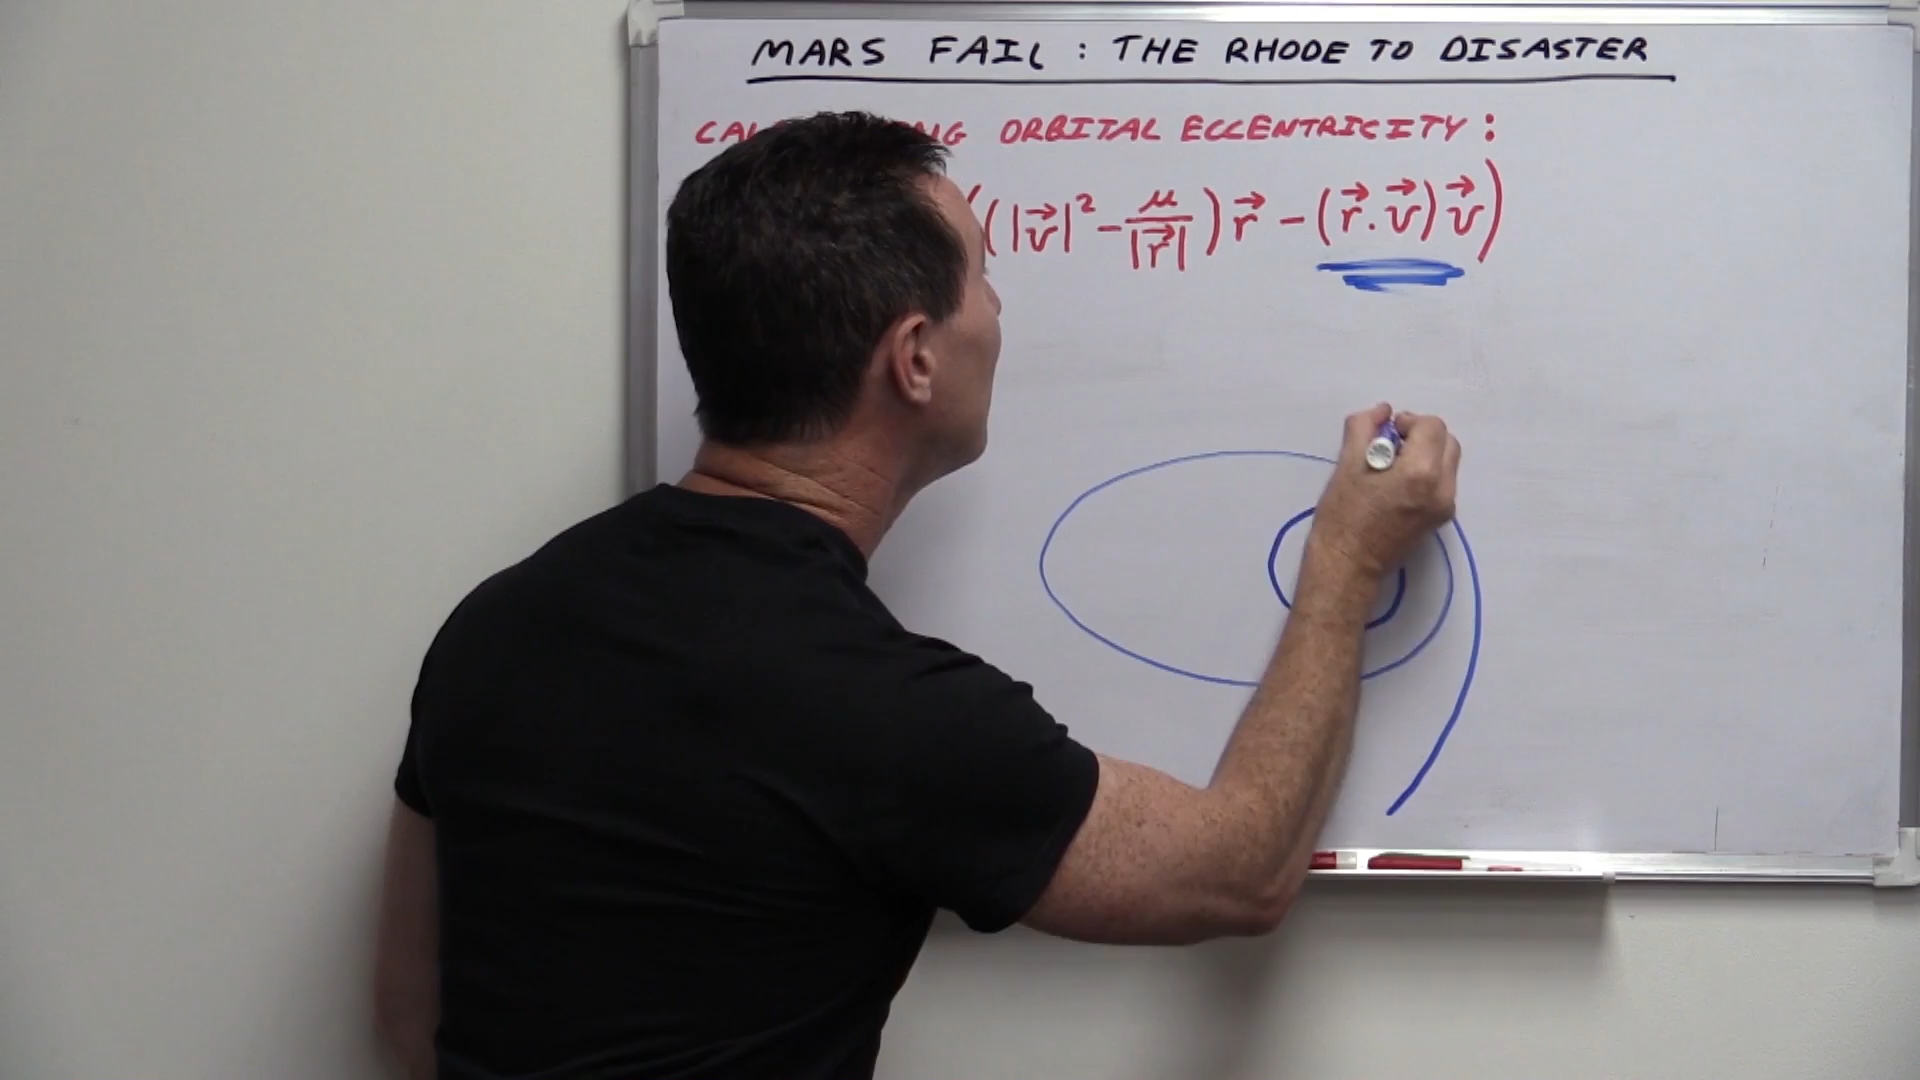 MARS FAIL : THE RHODE TO DISASTER
ORBITAL ECCENTRICITY :
(|v⃗|² - μ/|r⃗|) r⃗ - (r⃗.v⃗) v⃗)